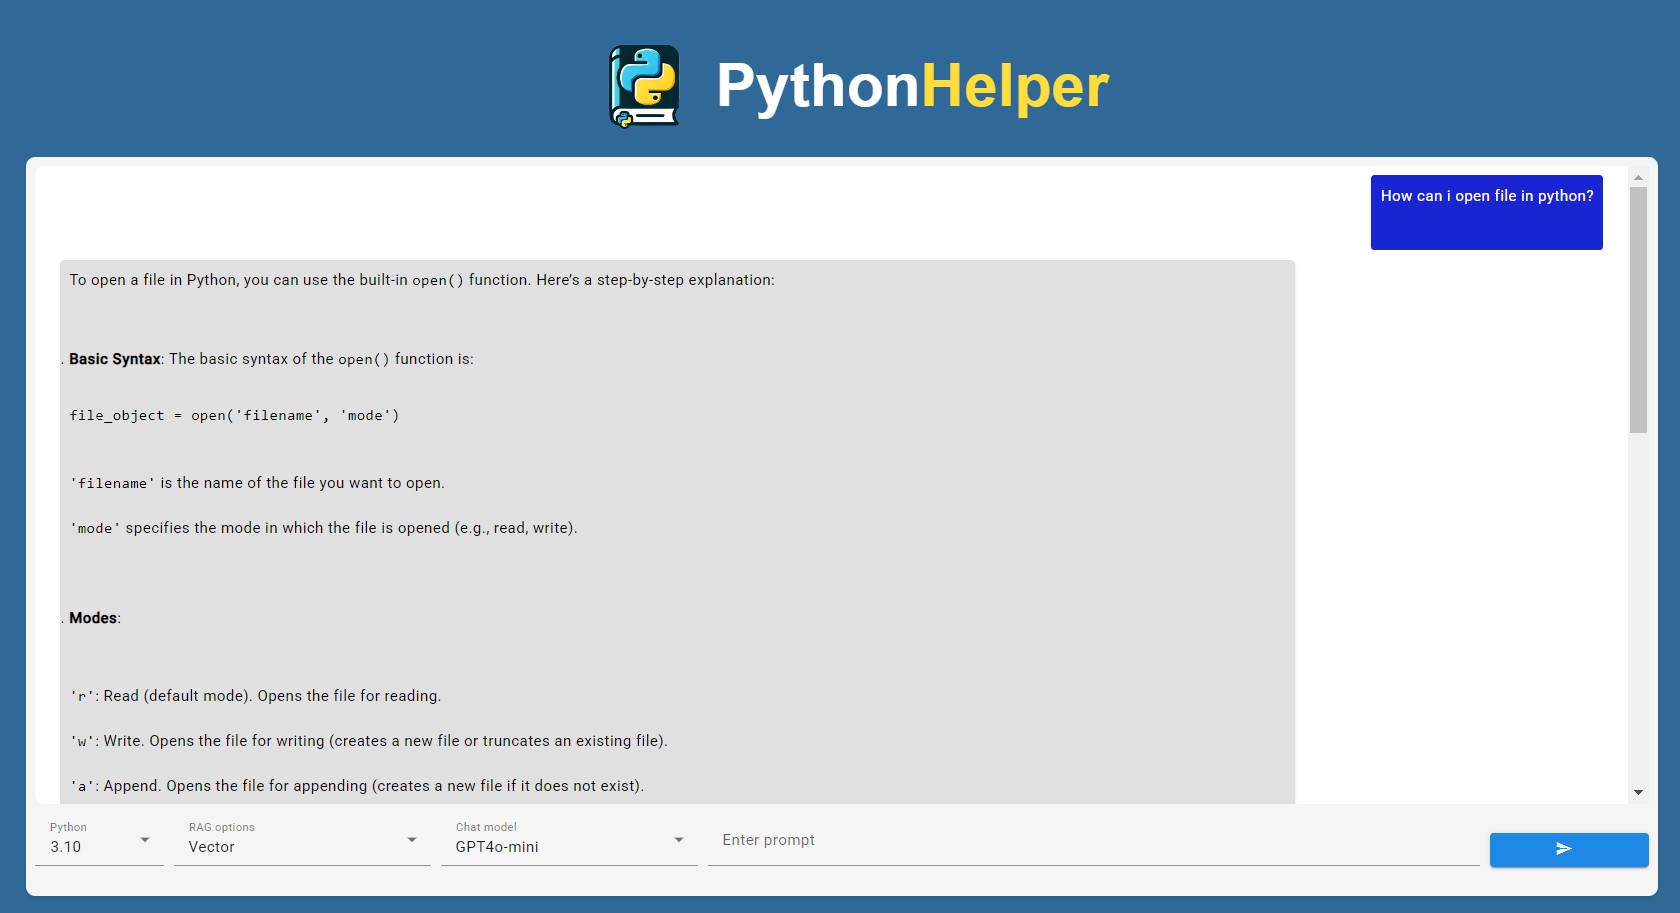 PythonHelper
How can i open file in python?
To open a file in Python, you can use the built-in open() function. Here’s a step-by-step explanation:
. Basic Syntax: The basic syntax of the open() function is:
file_object = open('filename', 'mode')
'filename' is the name of the file you want to open.
'mode' specifies the mode in which the file is opened (e.g., read, write).
. Modes:
'r': Read (default mode). Opens the file for reading.
'w': Write. Opens the file for writing (creates a new file or truncates an existing file).
'a': Append. Opens the file for appending (creates a new file if it does not exist).
Python
3.10
RAG options
Vector
Chat model
GPT4o-mini
Enter prompt